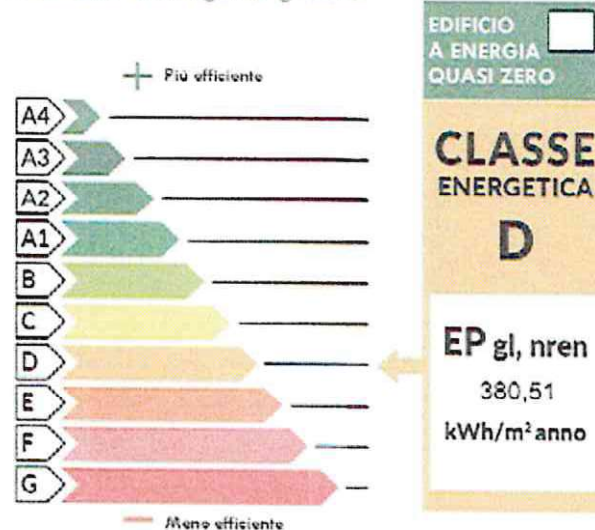 Più efficiente
A4
A3
A2
A1
B
C
D
E
F
G
Meno efficiente
EDIFICIO
A ENERGIA
QUASI ZERO
CLASSE
ENERGETICA
D
EP gl, nren
380,51
kWh/m² anno